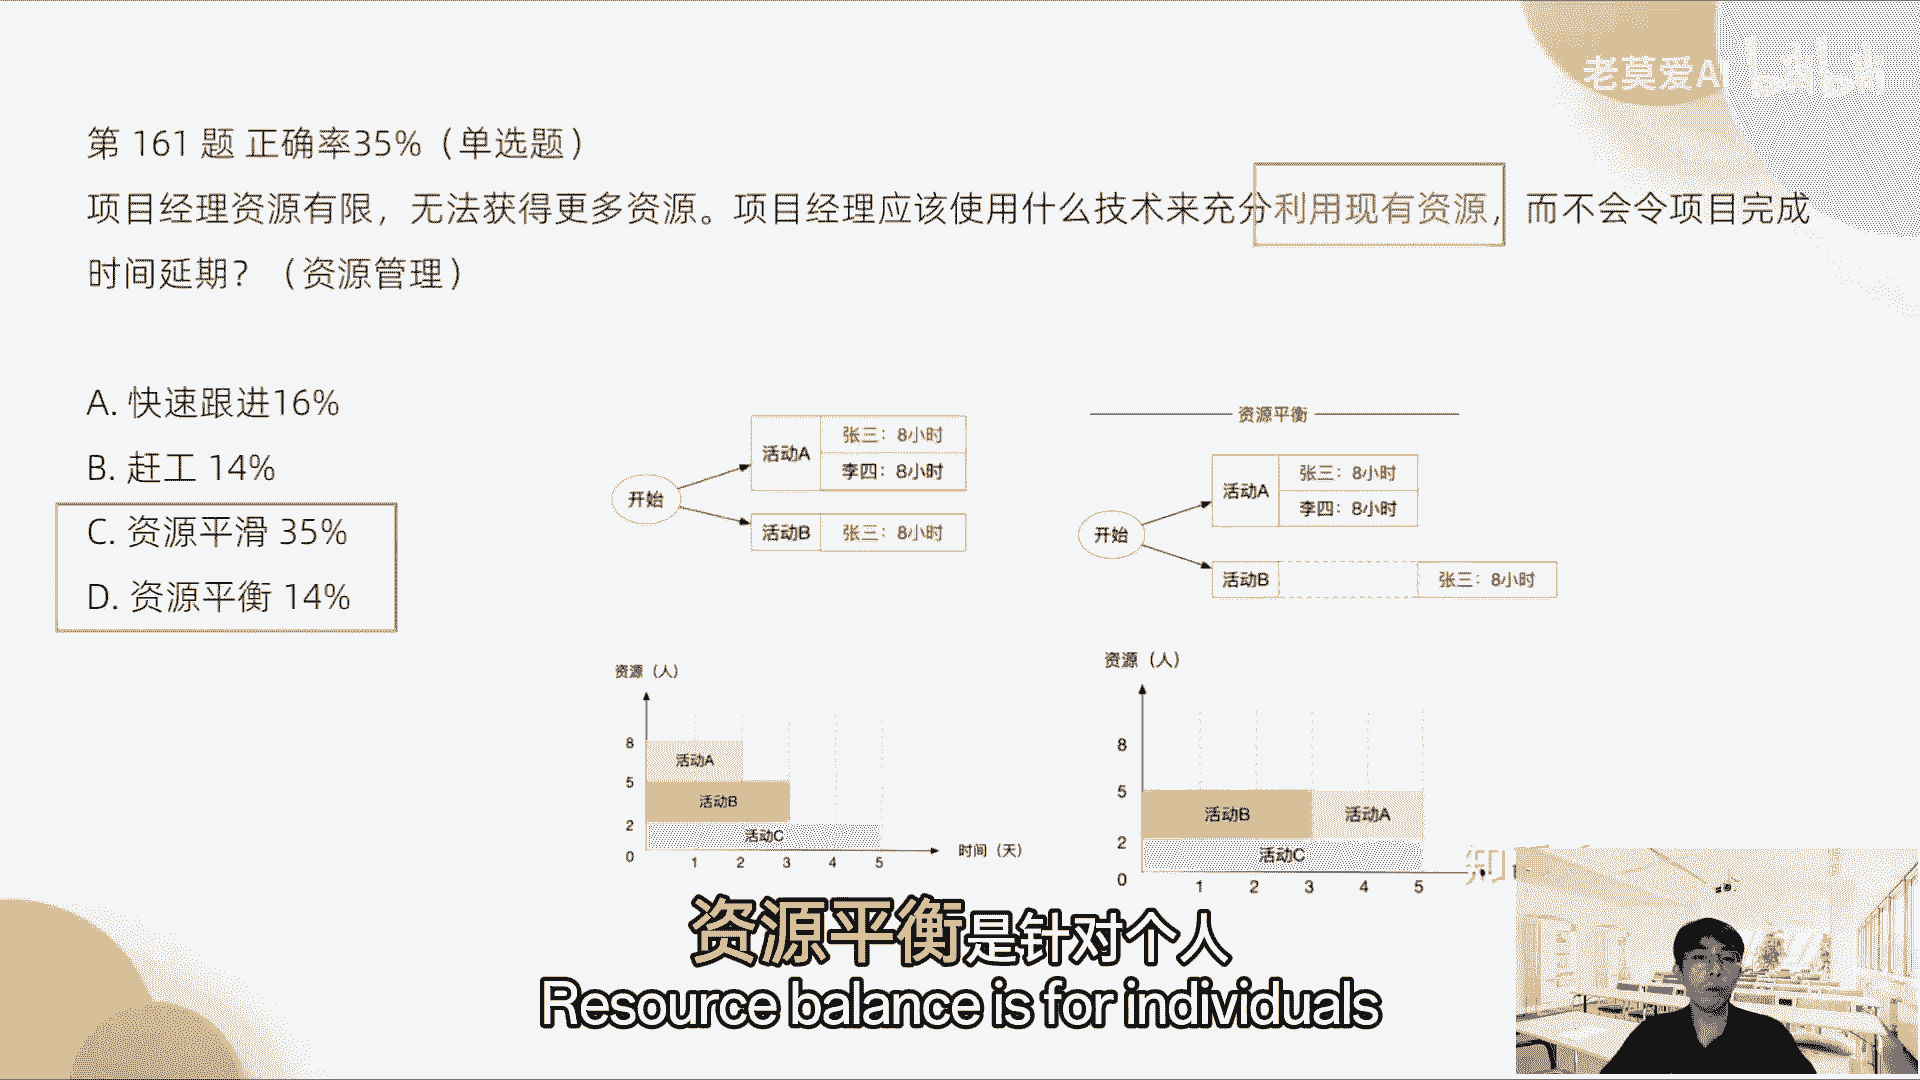 老莫爱A
bilibili
第 161 题 正确率35%（单选题）
项目经理资源有限，无法获得更多资源。项目经理应该使用什么技术来充分利用现有资源，而不会令项目完成
时间延期？（资源管理）
A. 快速跟进16%
B. 赶工 14%
C. 资源平滑 35%
D. 资源平衡 14%
开始
活动A
张三：8小时
李四：8小时
活动B
张三：8小时
资源平衡
开始
活动A
张三：8小时
李四：8小时
活动B
张三：8小时
资源（人）
8
5
2
0
活动A
活动B
活动C
1 2 3 4 5
时间（天）
资源（人）
8
5
2
0
活动B
活动A
活动C
1 2 3 4 5
知
资源平衡是针对个人
Resource balance is for individuals